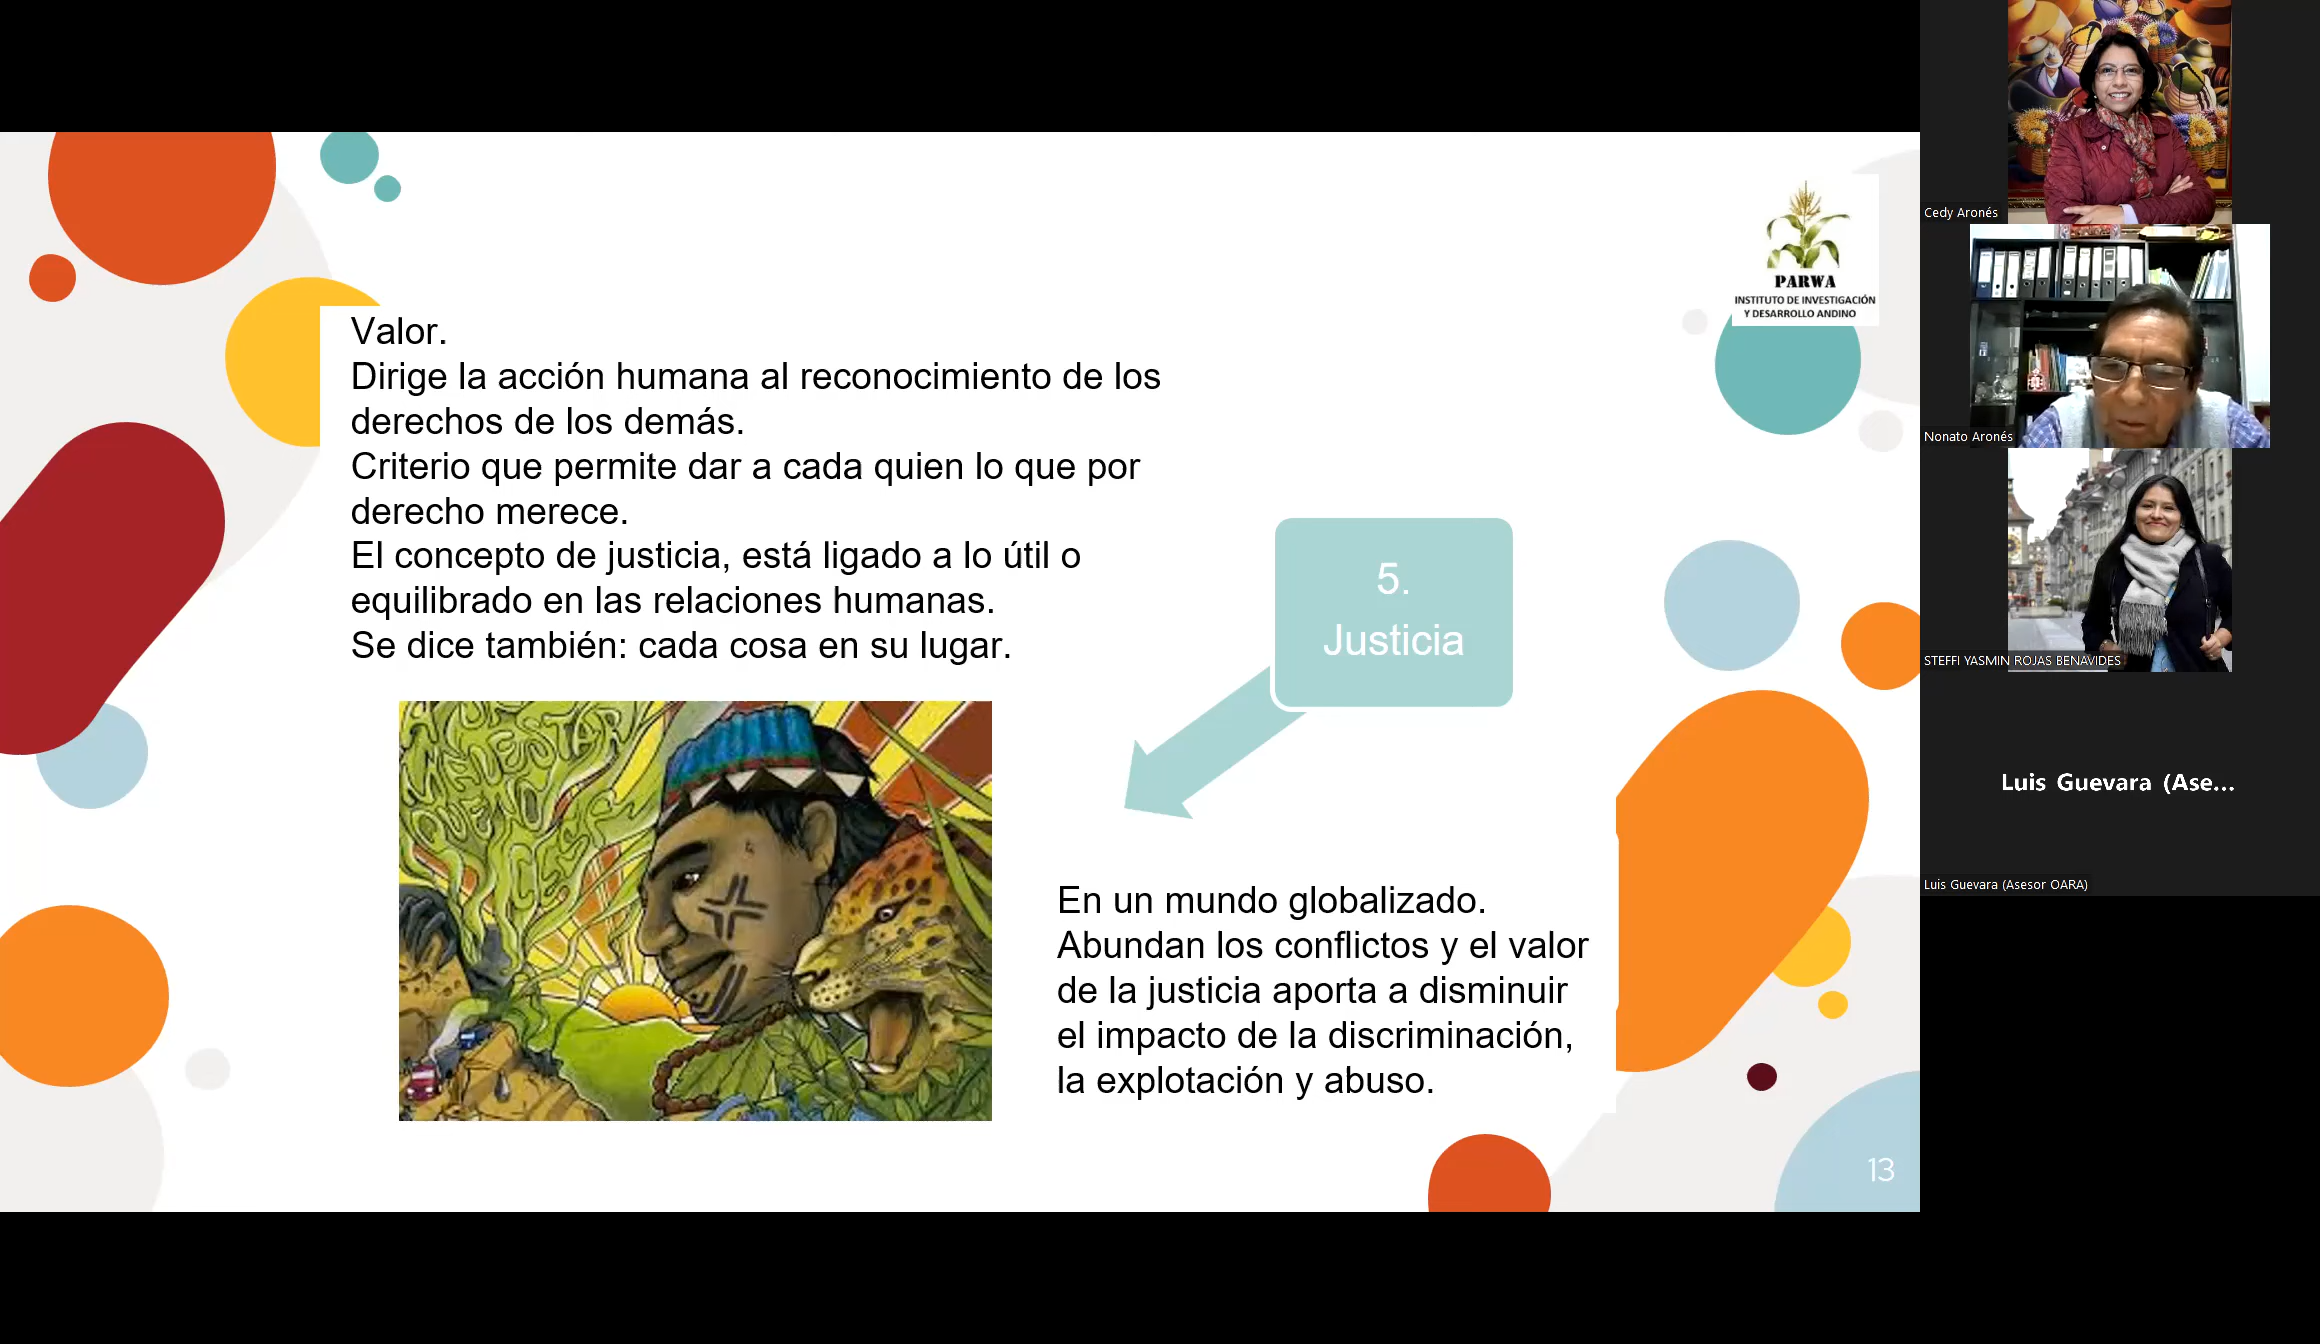 Valor.
Dirige la acción humana al reconocimiento de los
derechos de los demás.
Criterio que permite dar a cada quien lo que por
derecho merece.
El concepto de justicia, está ligado a lo útil o
equilibrado en las relaciones humanas.
Se dice también: cada cosa en su lugar.
5.
Justicia
En un mundo globalizado.
Abundan los conflictos y el valor
de la justicia aporta a disminuir
el impacto de la discriminación,
la explotación y abuso.
PARWA
INSTITUTO DE INVESTIGACIÓN
Y DESARROLLO ANDINO
13
Cedy Aronés
Nonato Aronés
STEFFI YASMIN ROJAS BENAVIDES
Luis Guevara (Ase...
Luis Guevara (Asesor OARA)